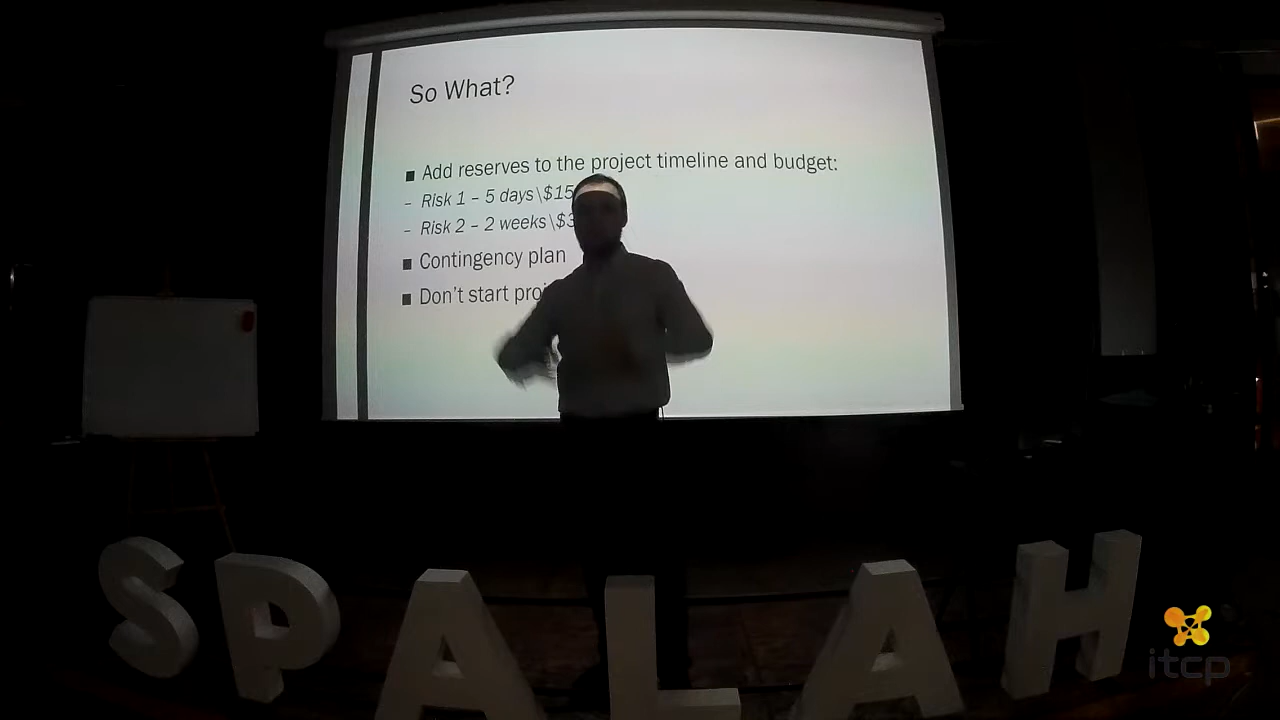 So What?
■ Add reserves to the project timeline and budget:
– Risk 1 – 5 days\$15
– Risk 2 – 2 weeks\$3
■ Contingency plan
■ Don't start
SPALAH
itcp